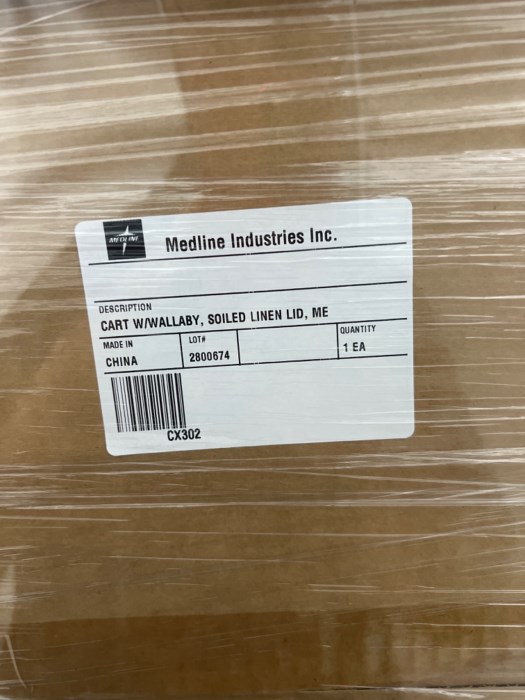 MEDLINE
Medline Industries Inc.
DESCRIPTION
CART W/WALLABY, SOILED LINEN LID, ME
MADE IN
CHINA
LOT#
2800674
QUANTITY
1 EA
CX302